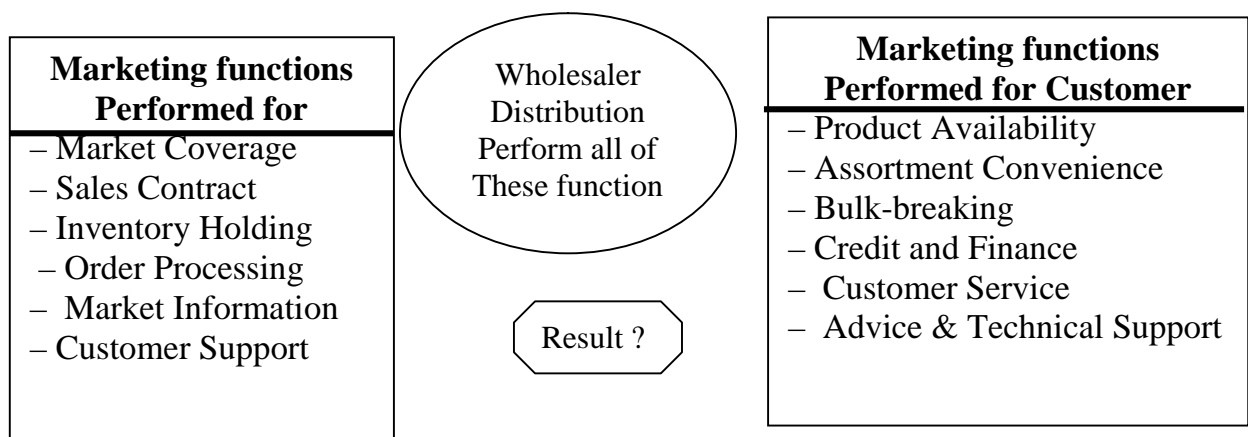 Marketing functions
Performed for
– Market Coverage
– Sales Contract
– Inventory Holding
– Order Processing
– Market Information
– Customer Support
Wholesaler
Distribution
Perform all of
These function
Result ?
Marketing functions
Performed for Customer
– Product Availability
– Assortment Convenience
– Bulk-breaking
– Credit and Finance
– Customer Service
– Advice & Technical Support